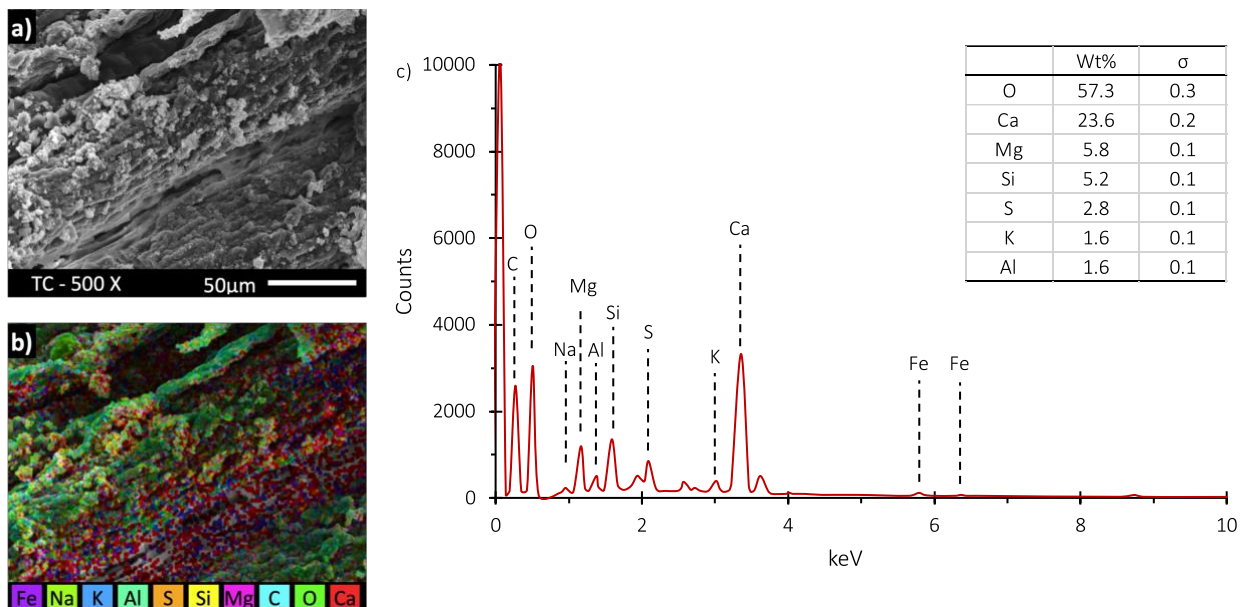 a)
TC - 500 X 50µm
b)
Fe Na K Al S Si Mg C O Ca
c)
10000
8000
6000
4000
2000
0
Counts
C
O
Na
Mg
Al
Si
S
K
Ca
Fe
Fe
0 2 4 6 8 10
keV
Wt% σ
O 57.3 0.3
Ca 23.6 0.2
Mg 5.8 0.1
Si 5.2 0.1
S 2.8 0.1
K 1.6 0.1
Al 1.6 0.1